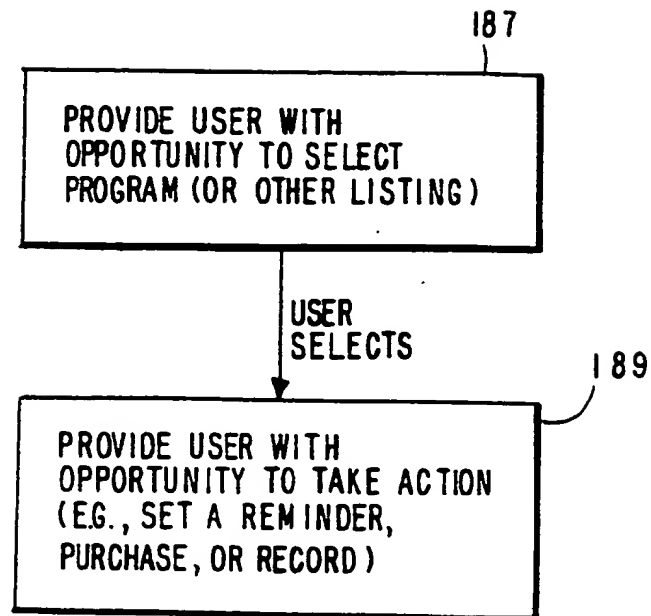 187
PROVIDE USER WITH
OPPORTUNITY TO SELECT
PROGRAM (OR OTHER LISTING)
USER
SELECTS
189
PROVIDE USER WITH
OPPORTUNITY TO TAKE ACTION
(E.G., SET A REMINDER,
PURCHASE, OR RECORD)